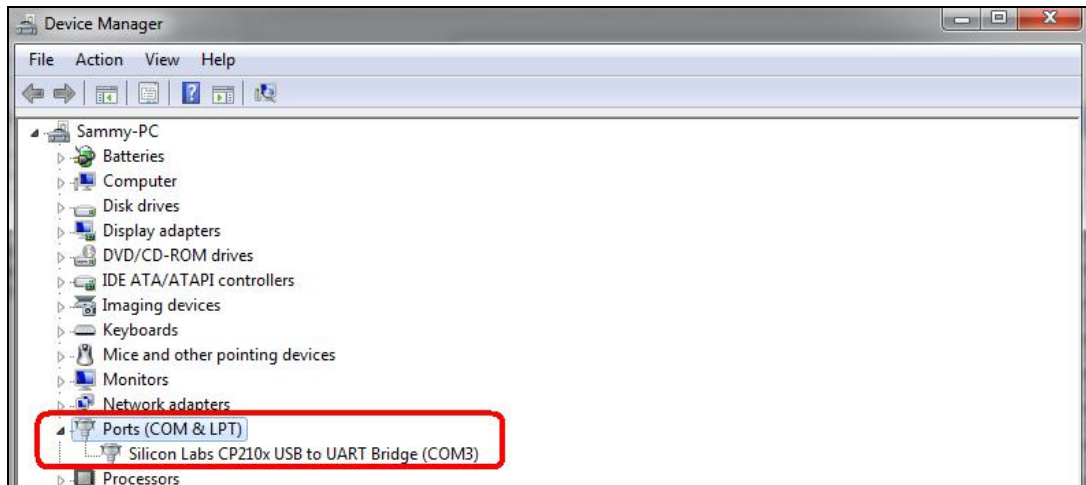 Device Manager
File Action View Help
Sammy-PC
Batteries
Computer
Disk drives
Display adapters
DVD/CD-ROM drives
IDE ATA/ATAPI controllers
Imaging devices
Keyboards
Mice and other pointing devices
Monitors
Network adapters
Ports (COM & LPT)
Silicon Labs CP210x USB to UART Bridge (COM3)
Processors